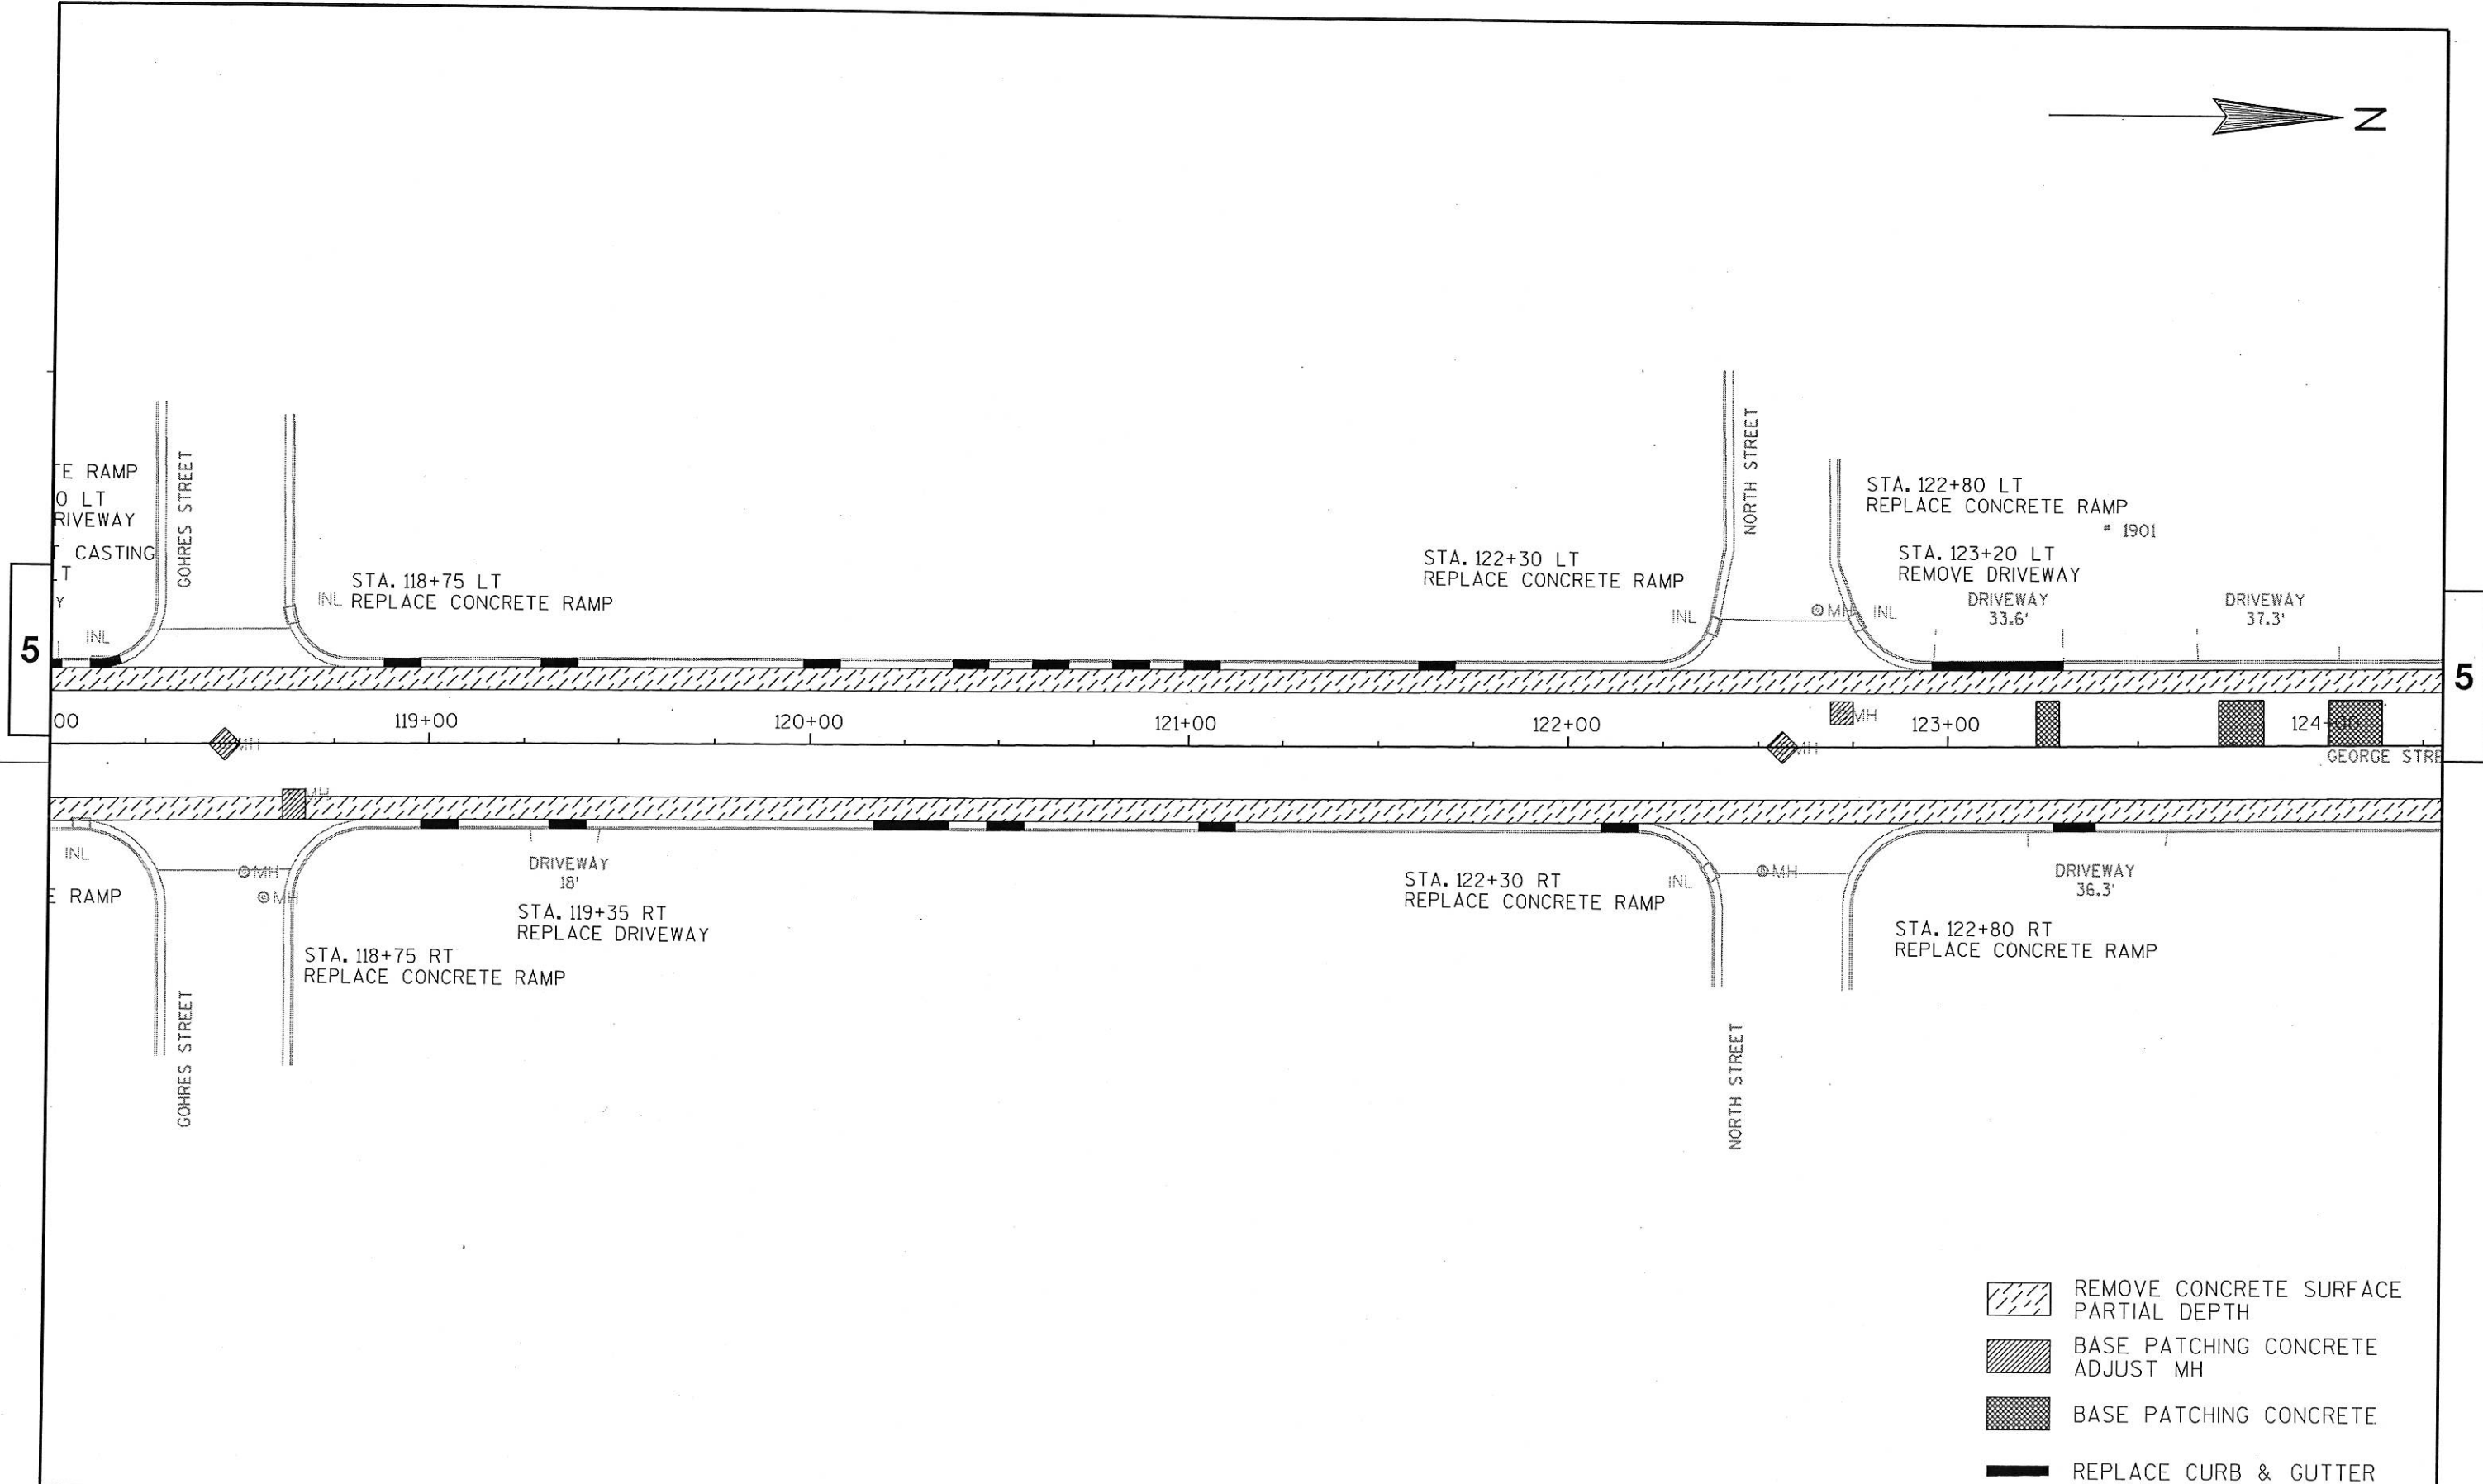 N
TE RAMP
0 LT
RIVEWAY
T CASTING
LT
Y
INL
GOHRES STREET
INL
STA. 118+75 LT
REPLACE CONCRETE RAMP
STA. 122+30 LT
REPLACE CONCRETE RAMP
INL
NORTH STREET
MH
INL
STA. 122+80 LT
REPLACE CONCRETE RAMP
# 1901
STA. 123+20 LT
REMOVE DRIVEWAY
DRIVEWAY
33.6'
DRIVEWAY
37.3'
5
5
00
119+00
120+00
121+00
122+00
123+00
124+00
MH
MH
MH
GEORGE STRE
MH
INL
E RAMP
MH
MH
GOHRES STREET
STA. 118+75 RT
REPLACE CONCRETE RAMP
DRIVEWAY
18'
STA. 119+35 RT
REPLACE DRIVEWAY
STA. 122+30 RT
REPLACE CONCRETE RAMP
INL
MH
NORTH STREET
DRIVEWAY
36.3'
STA. 122+80 RT
REPLACE CONCRETE RAMP
REMOVE CONCRETE SURFACE
PARTIAL DEPTH
BASE PATCHING CONCRETE
ADJUST MH
BASE PATCHING CONCRETE
REPLACE CURB & GUTTER